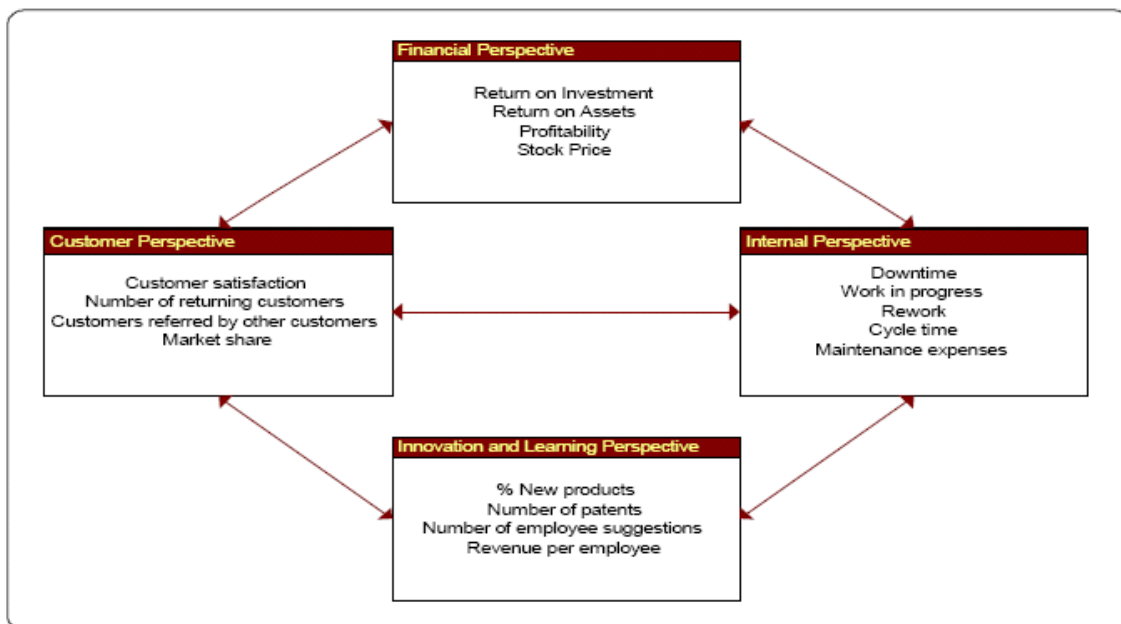 Financial Perspective
Return on Investment
Return on Assets
Profitability
Stock Price
Customer Perspective
Customer satisfaction
Number of returning customers
Customers referred by other customers
Market share
Internal Perspective
Downtime
Work in progress
Rework
Cycle time
Maintenance expenses
Innovation and Learning Perspective
% New products
Number of patents
Number of employee suggestions
Revenue per employee